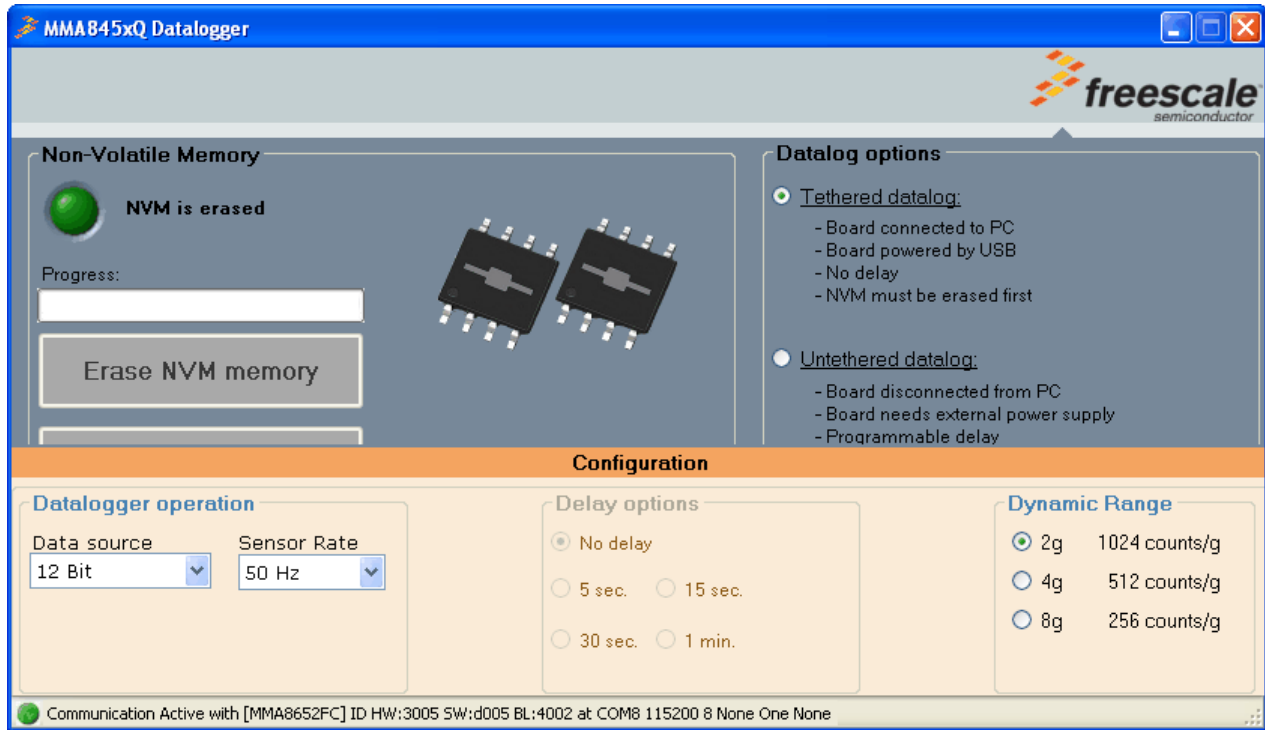 MMA845xQ Datalogger
freescale
semiconductor
Non-Volatile Memory
NVM is erased
Progress:
Erase NVM memory
Datalog options
Tethered datalog:
- Board connected to PC
- Board powered by USB
- No delay
- NVM must be erased first
Untethered datalog:
- Board disconnected from PC
- Board needs external power supply
- Programmable delay
Configuration
Datalogger operation
Data source
Sensor Rate
12 Bit
50 Hz
Delay options
No delay
5 sec.
15 sec.
30 sec.
1 min.
Dynamic Range
2g 1024 counts/g
4g 512 counts/g
8g 256 counts/g
Communication Active with [MMA8652FC] ID HW:3005 SW:d005 BL:4002 at COM8 115200 8 None One None